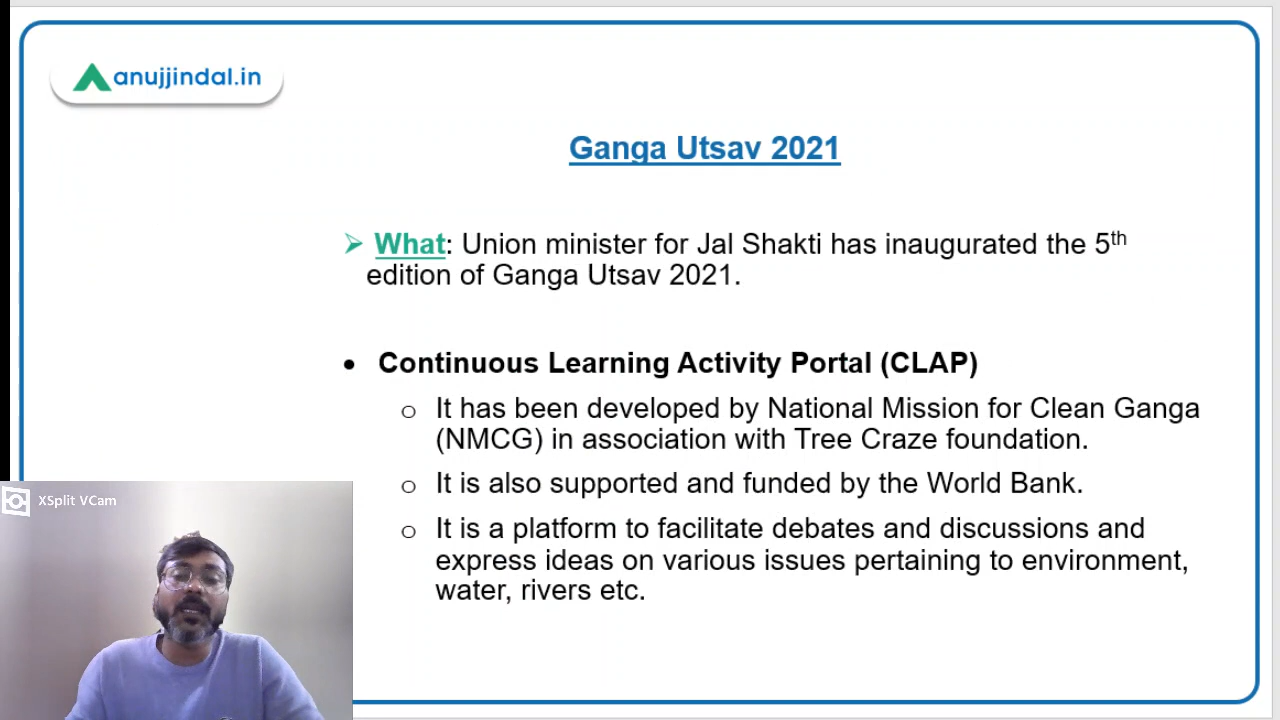 anujjindal.in
Ganga Utsav 2021
➢ What: Union minister for Jal Shakti has inaugurated the 5th
edition of Ganga Utsav 2021.
• Continuous Learning Activity Portal (CLAP)
o It has been developed by National Mission for Clean Ganga
(NMCG) in association with Tree Craze foundation.
o It is also supported and funded by the World Bank.
o It is a platform to facilitate debates and discussions and
express ideas on various issues pertaining to environment,
water, rivers etc.
XSplit VCam